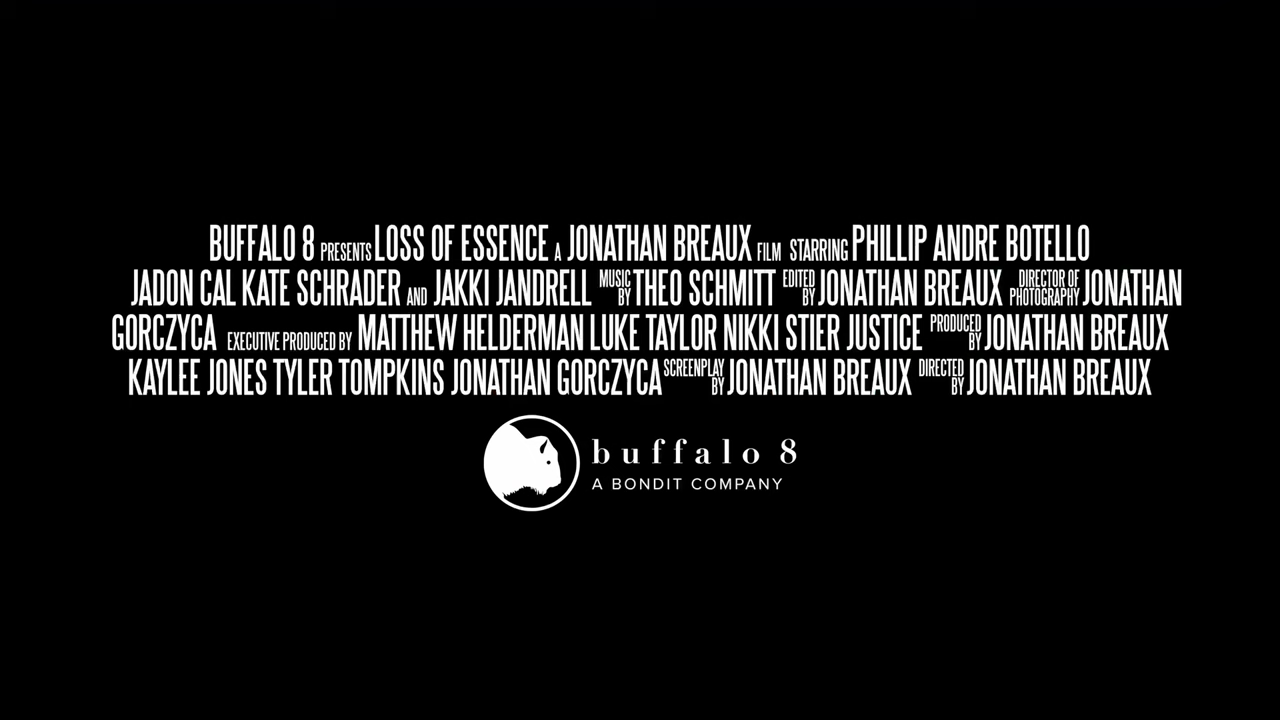 BUFFALO 8 PRESENTS LOSS OF ESSENCE A JONATHAN BREAUX FILM STARRING PHILLIP ANDRE BOTELLO
JADON CAL KATE SCHRADER AND JAKKI JANDRELL MUSIC BY THEO SCHMITT EDITED BY JONATHAN BREAUX DIRECTOR OF PHOTOGRAPHY JONATHAN
GORCZYCA EXECUTIVE PRODUCED BY MATTHEW HELDERMAN LUKE TAYLOR NIKKI STIER JUSTICE PRODUCED BY JONATHAN BREAUX
KAYLEE JONES TYLER TOMPKINS JONATHAN GORCZYCA SCREENPLAY BY JONATHAN BREAUX DIRECTED BY JONATHAN BREAUX
buffalo 8
A BONDIT COMPANY